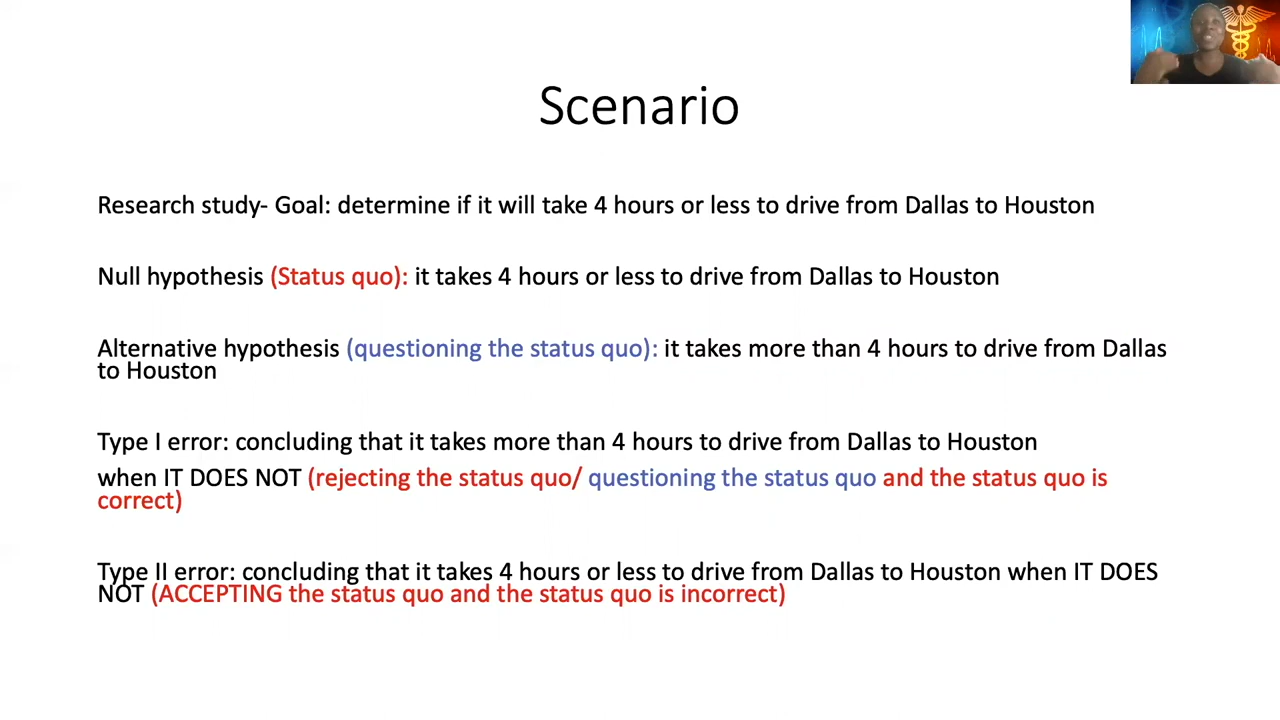 Scenario
Research study- Goal: determine if it will take 4 hours or less to drive from Dallas to Houston
Null hypothesis (Status quo): it takes 4 hours or less to drive from Dallas to Houston
Alternative hypothesis (questioning the status quo): it takes more than 4 hours to drive from Dallas
to Houston
Type I error: concluding that it takes more than 4 hours to drive from Dallas to Houston
when IT DOES NOT (rejecting the status quo/ questioning the status quo and the status quo is
correct)
Type II error: concluding that it takes 4 hours or less to drive from Dallas to Houston when IT DOES
NOT (ACCEPTING the status quo and the status quo is incorrect)